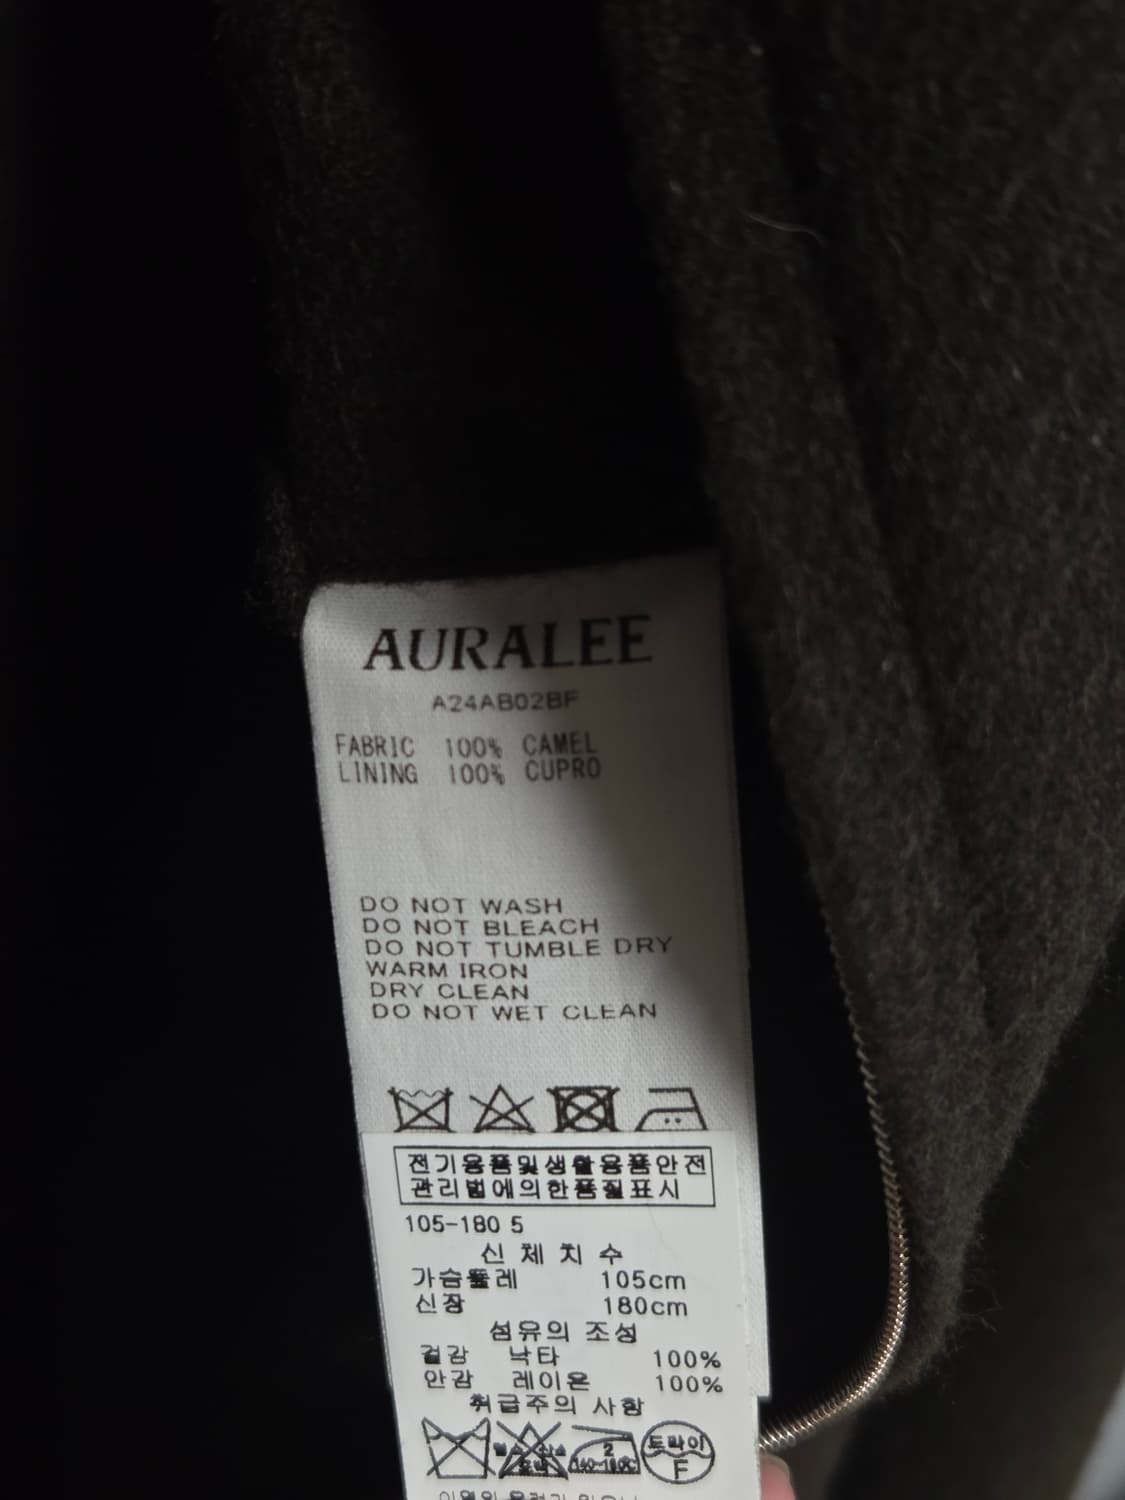 AURALEE
A24AB02BF
FABRIC 100% CAMEL
LINING 100% CUPRO
DO NOT WASH
DO NOT BLEACH
DO NOT TUMBLE DRY
WARM IRON
DRY CLEAN
DO NOT WET CLEAN
전기용품및생활용품안전
관리법에의한품질표시
105-180 5
신체치수
가슴둘레 105cm
신장 180cm
섬유의 조성
겉감 낙타 100%
안감 레이온 100%
취급주의 사항
2
드라이
F